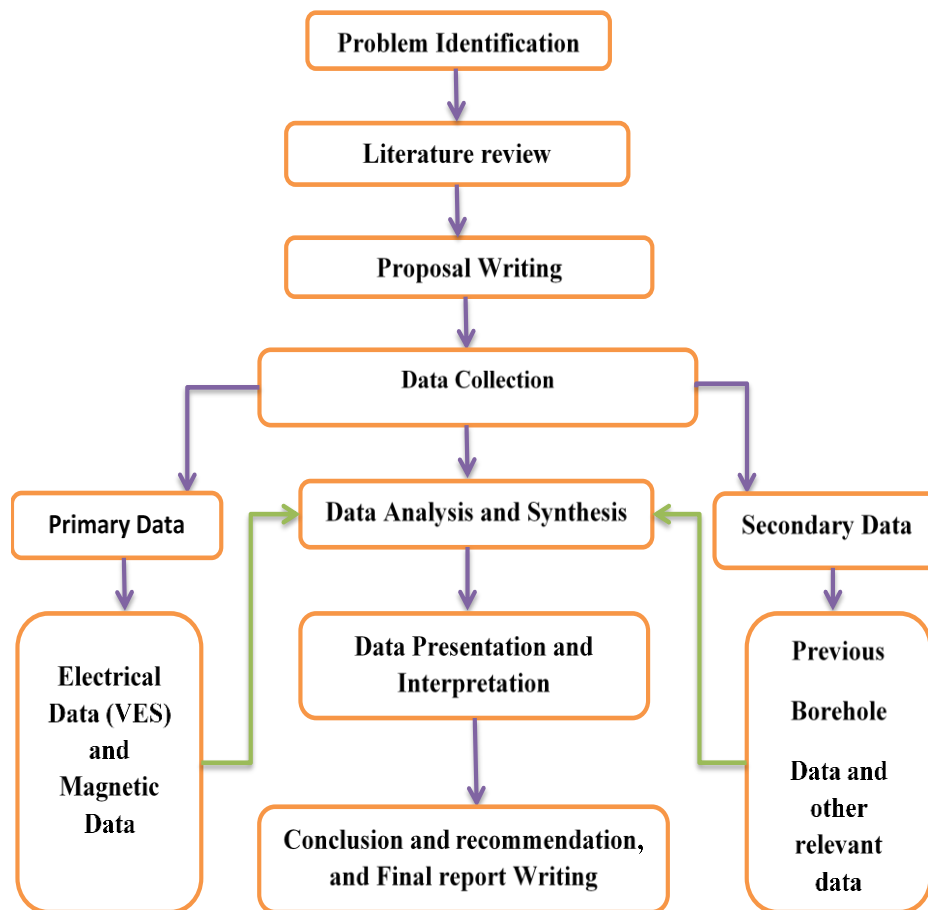 Problem Identification
Literature review
Proposal Writing
Data Collection
Primary Data
Data Analysis and Synthesis
Secondary Data
Electrical
Data (VES)
and
Magnetic
Data
Data Presentation and
Interpretation
Previous
Borehole
Data and
other
relevant
data
Conclusion and recommendation,
and Final report Writing